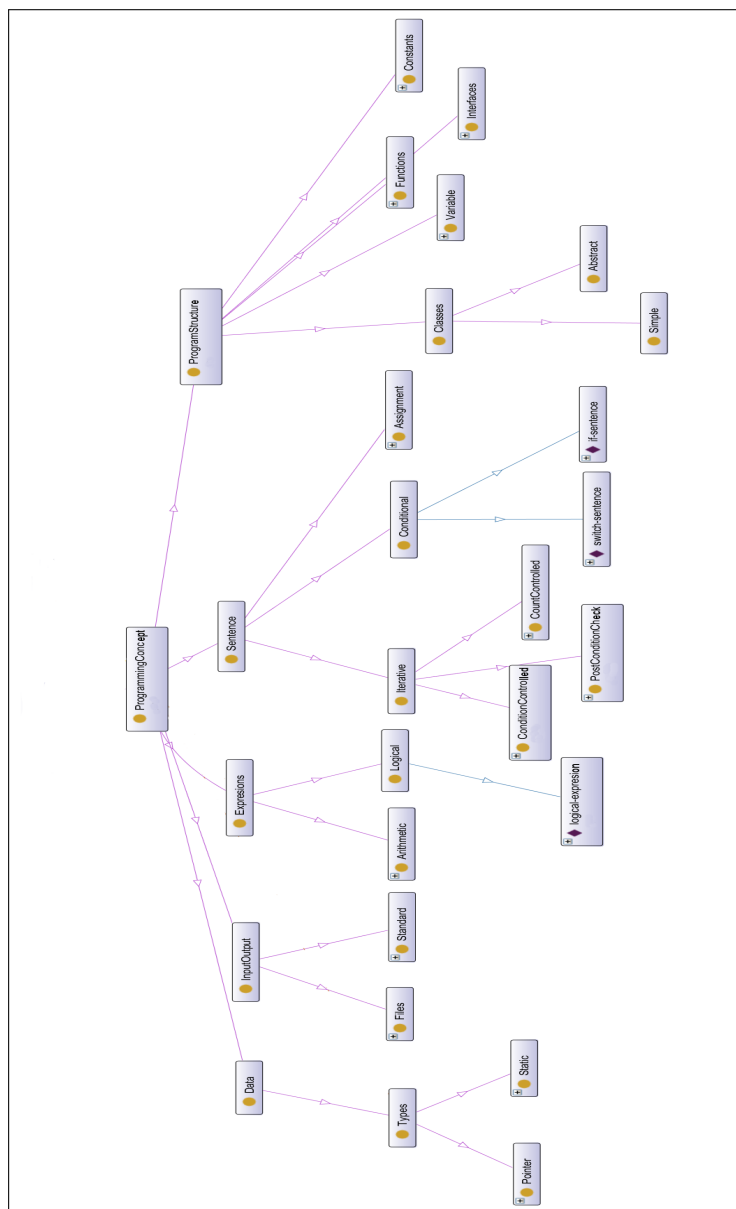 ProgrammingConcept
ProgramStructure
Sentence
Expresions
InputOutput
Data
Constants
Interfaces
Functions
Variable
Classes
Abstract
Simple
Assignment
Conditional
if-sentence
switch-sentence
Iterative
CountControlled
PostConditionCheck
ConditionControlled
Logical
logical-expresion
Arithmetic
Standard
Files
Types
Static
Pointer